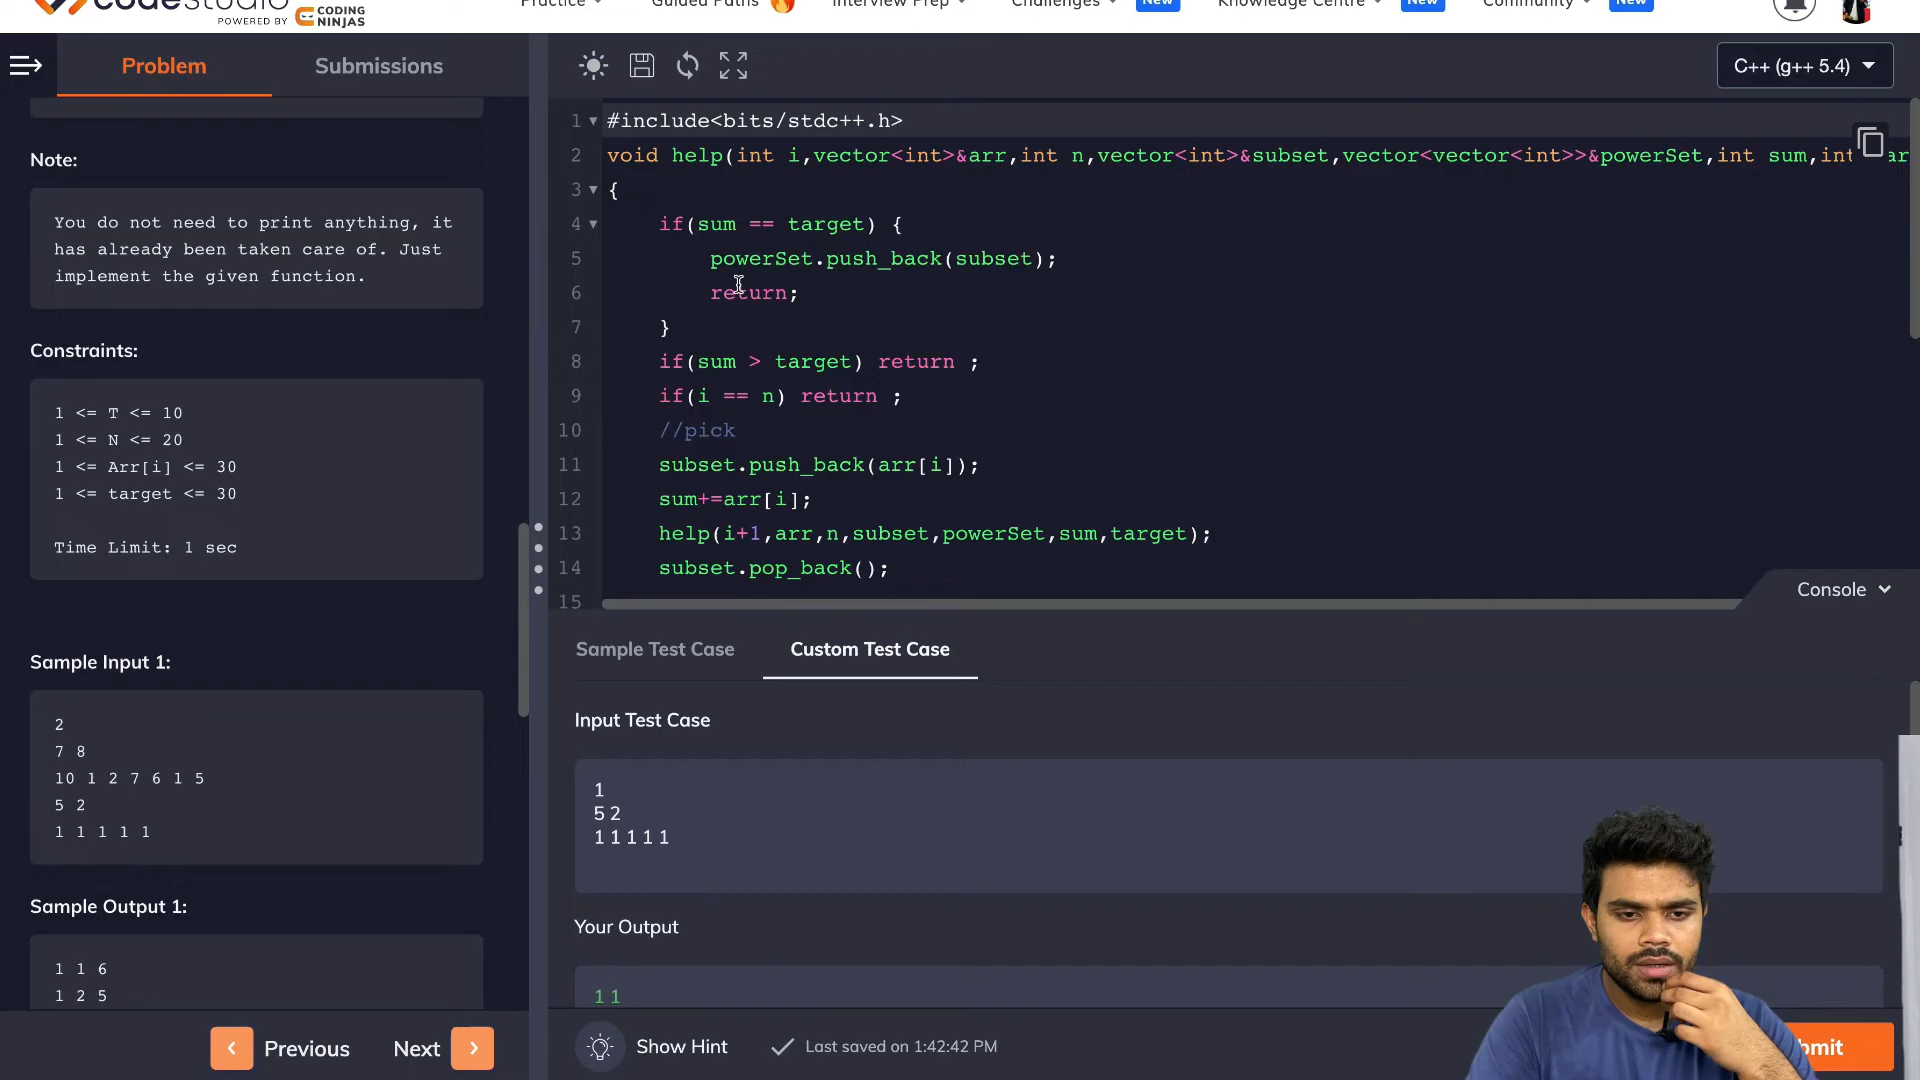 codeStudio
POWERED BY CODING NINJAS
Practice
Guided Paths
Interview Prep
Challenges
New
Knowledge Centre
New
Community
New
Problem
Submissions
C++ (g++ 5.4)
Note:
You do not need to print anything, it
has already been taken care of. Just
implement the given function.
Constraints:
1 <= T <= 10
1 <= N <= 20
1 <= Arr[i] <= 30
1 <= target <= 30
Time Limit: 1 sec
Sample Input 1:
2
7 8
10 1 2 7 6 1 5
5 2
1 1 1 1 1
Sample Output 1:
1 1 6
1 2 5
Previous
Next
1 #include<bits/stdc++.h>
2 void help(int i,vector<int>&arr,int n,vector<int>&subset,vector<vector<int>>&powerSet,int sum,int ar
3 {
4 if(sum == target) {
5 powerSet.push_back(subset);
6 return;
7 }
8 if(sum > target) return ;
9 if(i == n) return ;
10 //pick
11 subset.push_back(arr[i]);
12 sum+=arr[i];
13 help(i+1,arr,n,subset,powerSet,sum,target);
14 subset.pop_back();
15
Console
Sample Test Case
Custom Test Case
Input Test Case
1
5 2
1 1 1 1 1
Your Output
1 1
Show Hint
Last saved on 1:42:42 PM
bmit